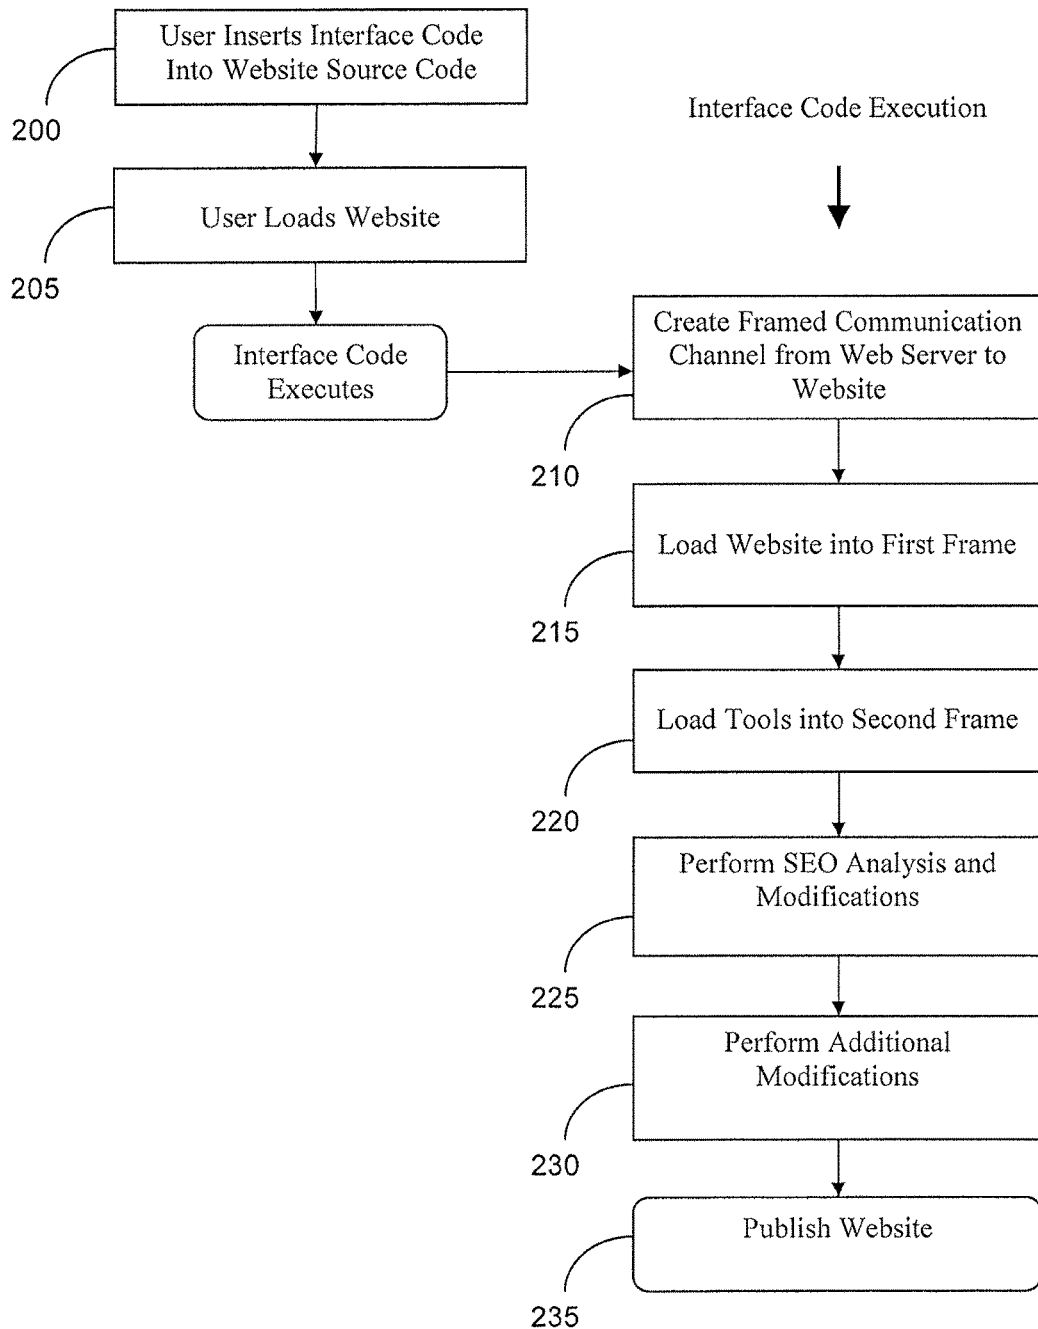 User Inserts Interface Code
Into Website Source Code
200
User Loads Website
205
Interface Code
Executes
Interface Code Execution
Create Framed Communication
Channel from Web Server to
Website
210
Load Website into First Frame
215
Load Tools into Second Frame
220
Perform SEO Analysis and
Modifications
225
Perform Additional
Modifications
230
Publish Website
235